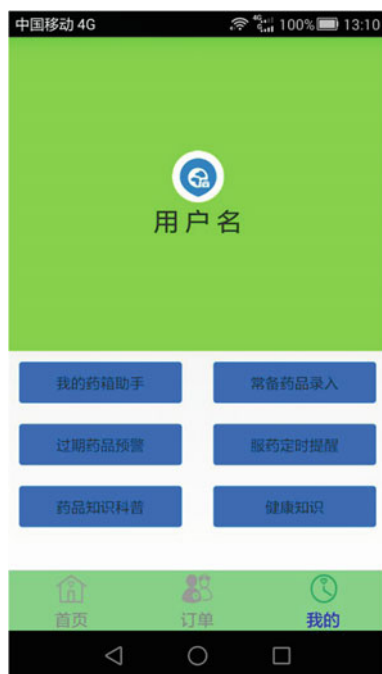 中国移动 4G 4G 100% 13:10
用户名
我的药箱助手 常备药品录入
过期药品预警 服药定时提醒
药品知识科普 健康知识
首页 订单 我的